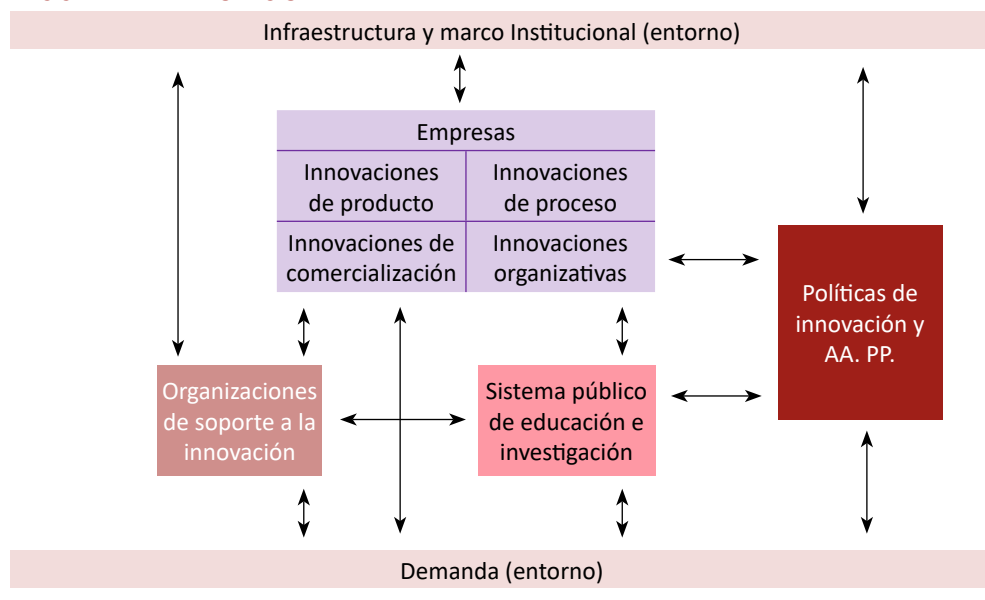 Infraestructura y marco Institucional (entorno)
Empresas
Innovaciones
de producto
Innovaciones
de proceso
Innovaciones de
comercialización
Innovaciones
organizativas
Políticas de
innovación y
AA. PP.
Organizaciones
de soporte a la
innovación
Sistema público
de educación e
investigación
Demanda (entorno)